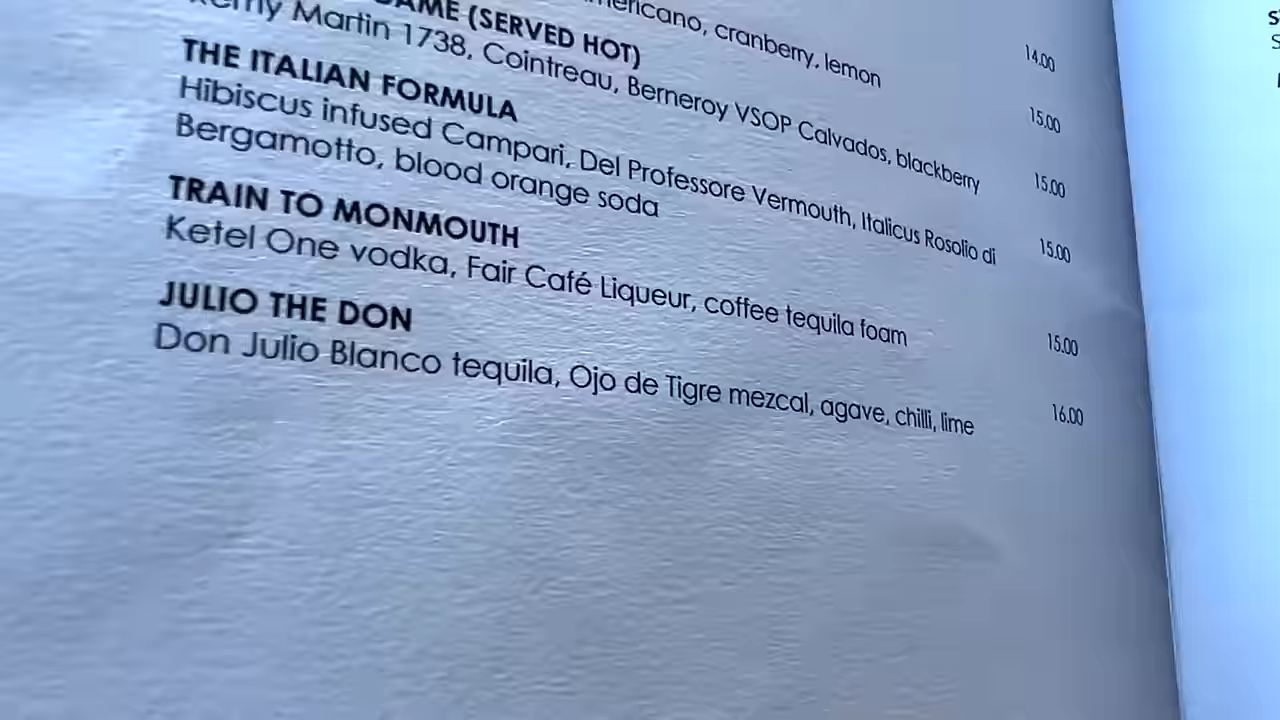 cranberry, lemon 14.00
(SERVED HOT) 15.00
Martin 1738, Cointreau, Berneroy VSOP Calvados, blackberry 15.00
THE ITALIAN FORMULA
Hibiscus infused Campari, Del Professore Vermouth, Italicus Rosolio di 15.00
Bergamotto, blood orange soda
TRAIN TO MONMOUTH
Ketel One vodka, Fair Café Liqueur, coffee tequila foam 15.00
JULIO THE DON
Don Julio Blanco tequila, Ojo de Tigre mezcal, agave, chilli, lime 16.00